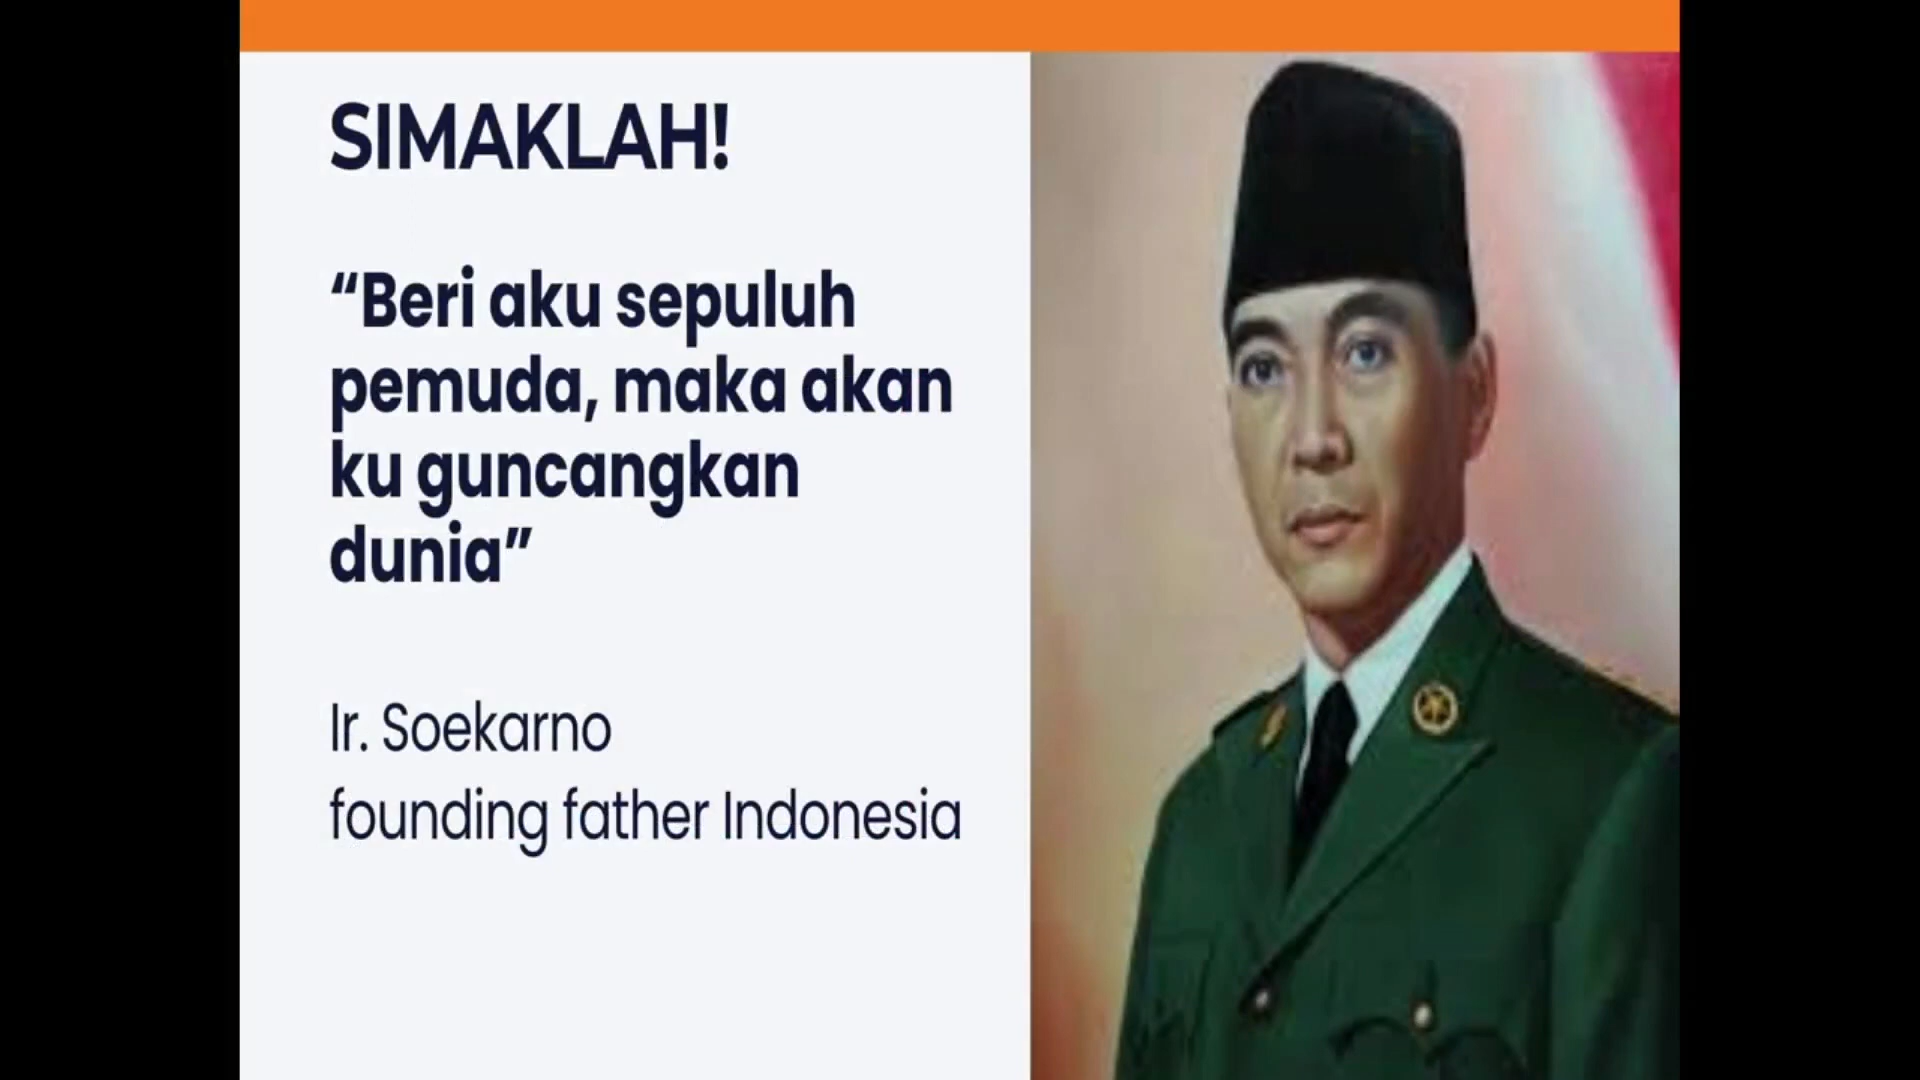 SIMAKLAH!
“Beri aku sepuluh
pemuda, maka akan
ku guncangkan
dunia”
Ir. Soekarno
founding father Indonesia